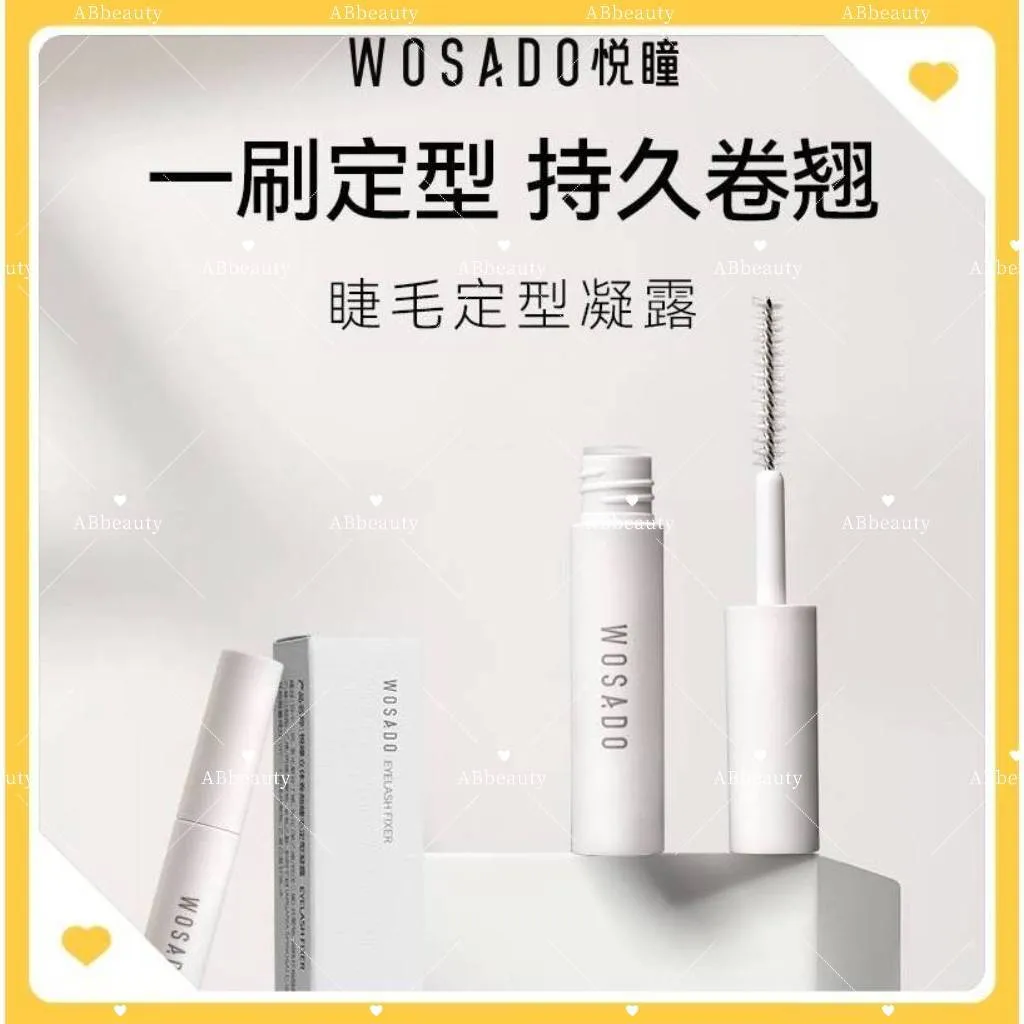 ABbeauty ABbeauty ABbeauty ABbeauty
WOSADO悦瞳
一刷定型 持久卷翘
ABbeauty ABbeauty ABbeauty
睫毛定型凝露
ABbeauty ABbeauty ABbeauty ABbeauty
WOSADO
WOSADO EYELASH FIXER
EYELASH FIXER
ABbeauty ABbeauty ABbeauty
WOSAD